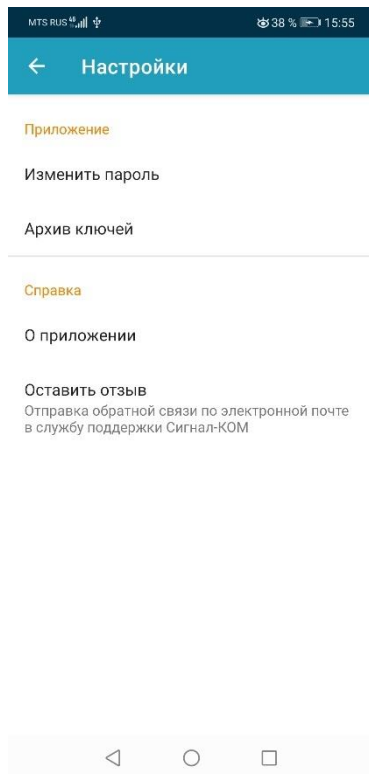 MTS RUS 4G 38 % 15:55
Настройки
Приложение
Изменить пароль
Архив ключей
Справка
О приложении
Оставить отзыв
Отправка обратной связи по электронной почте
в службу поддержки Сигнал-КОМ